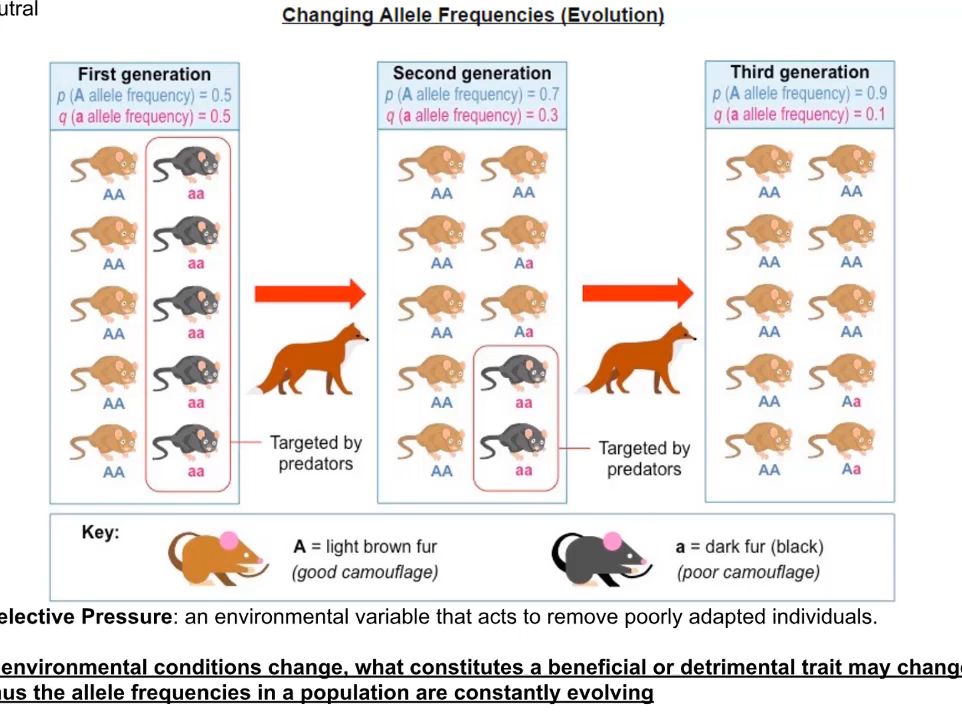 utral
Changing Allele Frequencies (Evolution)
First generation
p (A allele frequency) = 0.5
q (a allele frequency) = 0.5
AA aa
AA aa
AA aa
AA aa
AA aa
Targeted by
predators
Second generation
p (A allele frequency) = 0.7
q (a allele frequency) = 0.3
AA AA
AA Aa
AA Aa
AA aa
AA aa
Targeted by
predators
Third generation
p (A allele frequency) = 0.9
q (a allele frequency) = 0.1
AA AA
AA AA
AA AA
AA Aa
AA Aa
Key:
A = light brown fur
(good camouflage)
a = dark fur (black)
(poor camouflage)
elective Pressure: an environmental variable that acts to remove poorly adapted individuals.
environmental conditions change, what constitutes a beneficial or detrimental trait may change
us the allele frequencies in a population are constantly evolving